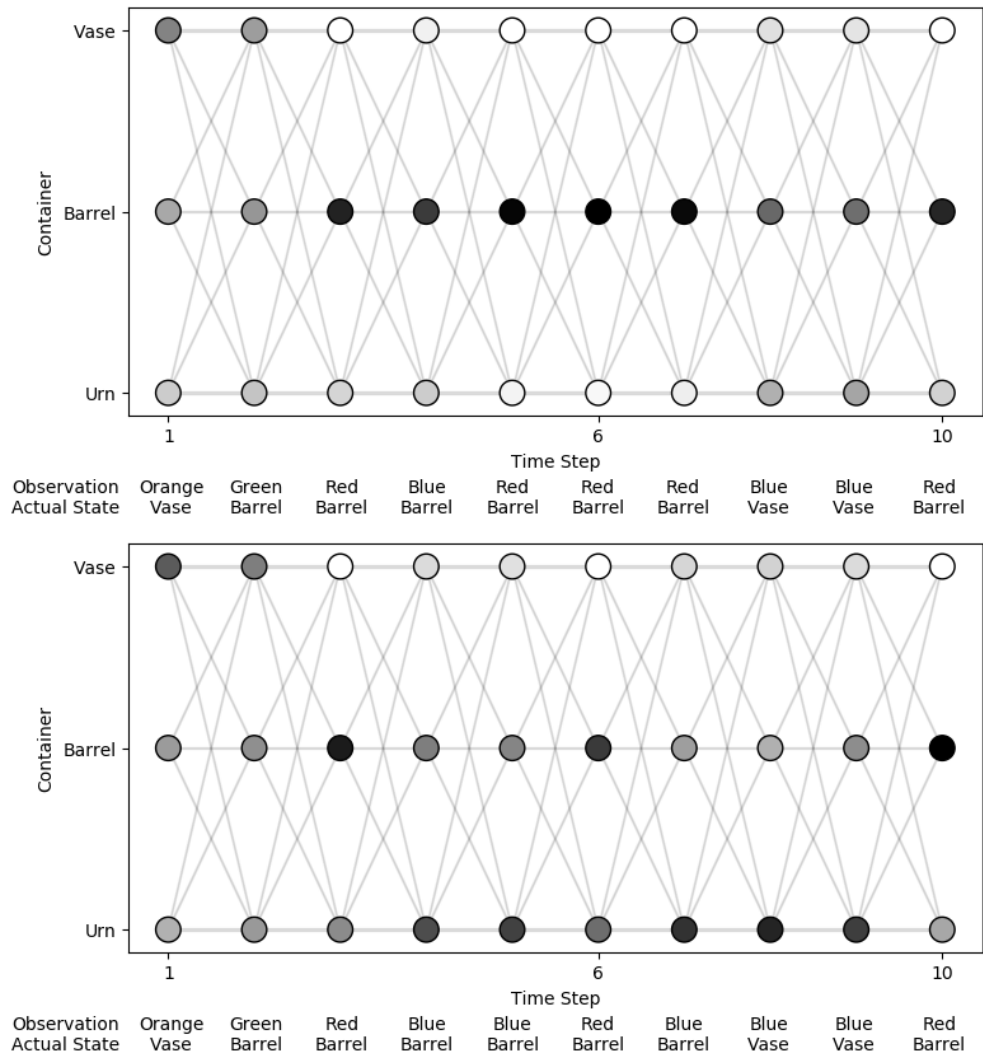 Vase
Barrel
Urn
Container
1 6 10
Time Step
Observation Orange Green Red Blue Red Red Red Blue Blue Red
Actual State Vase Barrel Barrel Barrel Barrel Barrel Barrel Vase Vase Barrel
Vase
Barrel
Urn
Container
1 6 10
Time Step
Observation Orange Green Red Blue Blue Red Blue Blue Blue Red
Actual State Vase Barrel Barrel Barrel Barrel Barrel Barrel Vase Vase Barrel